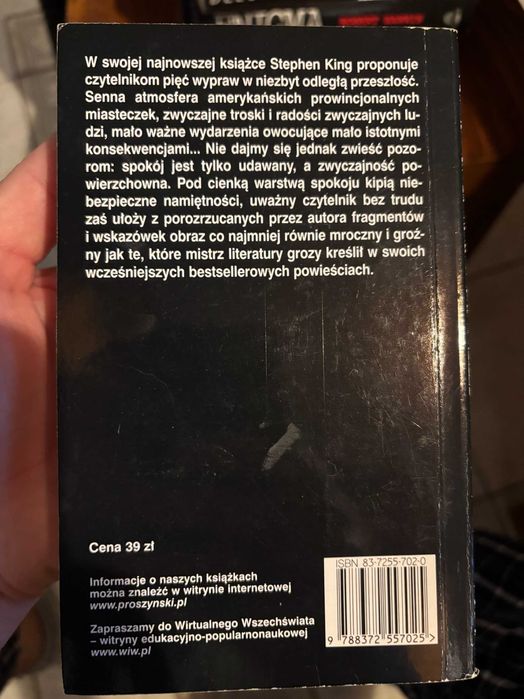 W swojej najnowszej książce Stephen King proponuje
czytelnikom pięć wypraw w niezbyt odległą przeszłość.
Senna atmosfera amerykańskich prowincjonalnych
miasteczek, zwyczajne troski i radości zwyczajnych lu-
dzi, mało ważne wydarzenia owocujące mało istotnymi
konsekwencjami... Nie dajmy się jednak zwieść pozo-
rom: spokój jest tylko udawany, a zwyczajność po-
wierzchowna. Pod cienką warstwą spokoju kipią nie-
bezpieczne namiętności, uważny czytelnik bez trudu
zaś ułoży z porozrzucanych przez autora fragmentów
i wskazówek obraz co najmniej równie mroczny i groź-
ny jak te, które mistrz literatury grozy kreślił w swoich
wcześniejszych bestsellerowych powieściach.
Cena 39 zł
Informacje o naszych książkach
można znaleźć w witrynie internetowej
www.proszynski.pl
Zapraszamy do Wirtualnego Wszechświata
– witryny edukacyjno-popularnonaukowej
www.wiw.pl
ISBN 83-7255-702-0
9 788372 557025